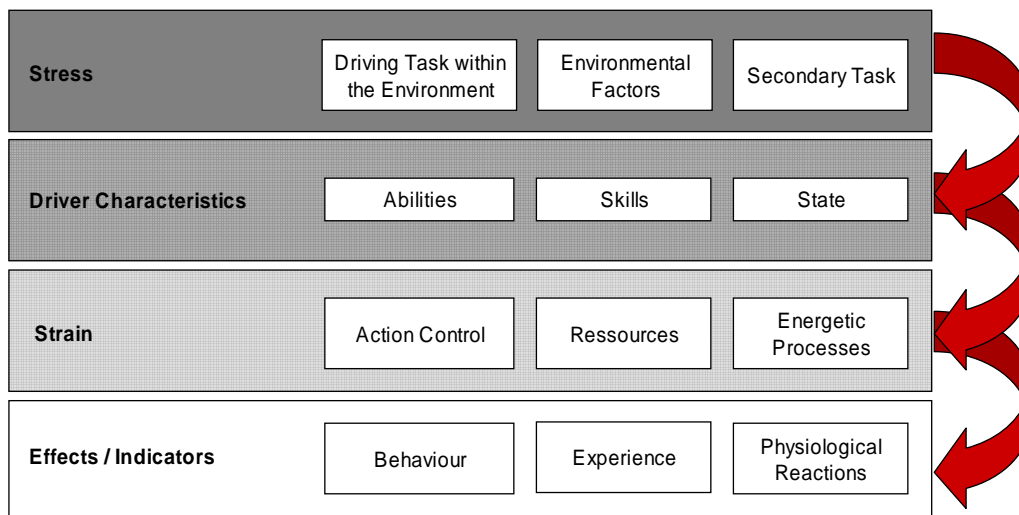 Stress
Driving Task within
the Environment
Environmental
Factors
Secondary Task
Driver Characteristics
Abilities
Skills
State
Strain
Action Control
Ressources
Energetic
Processes
Effects / Indicators
Behaviour
Experience
Physiological
Reactions